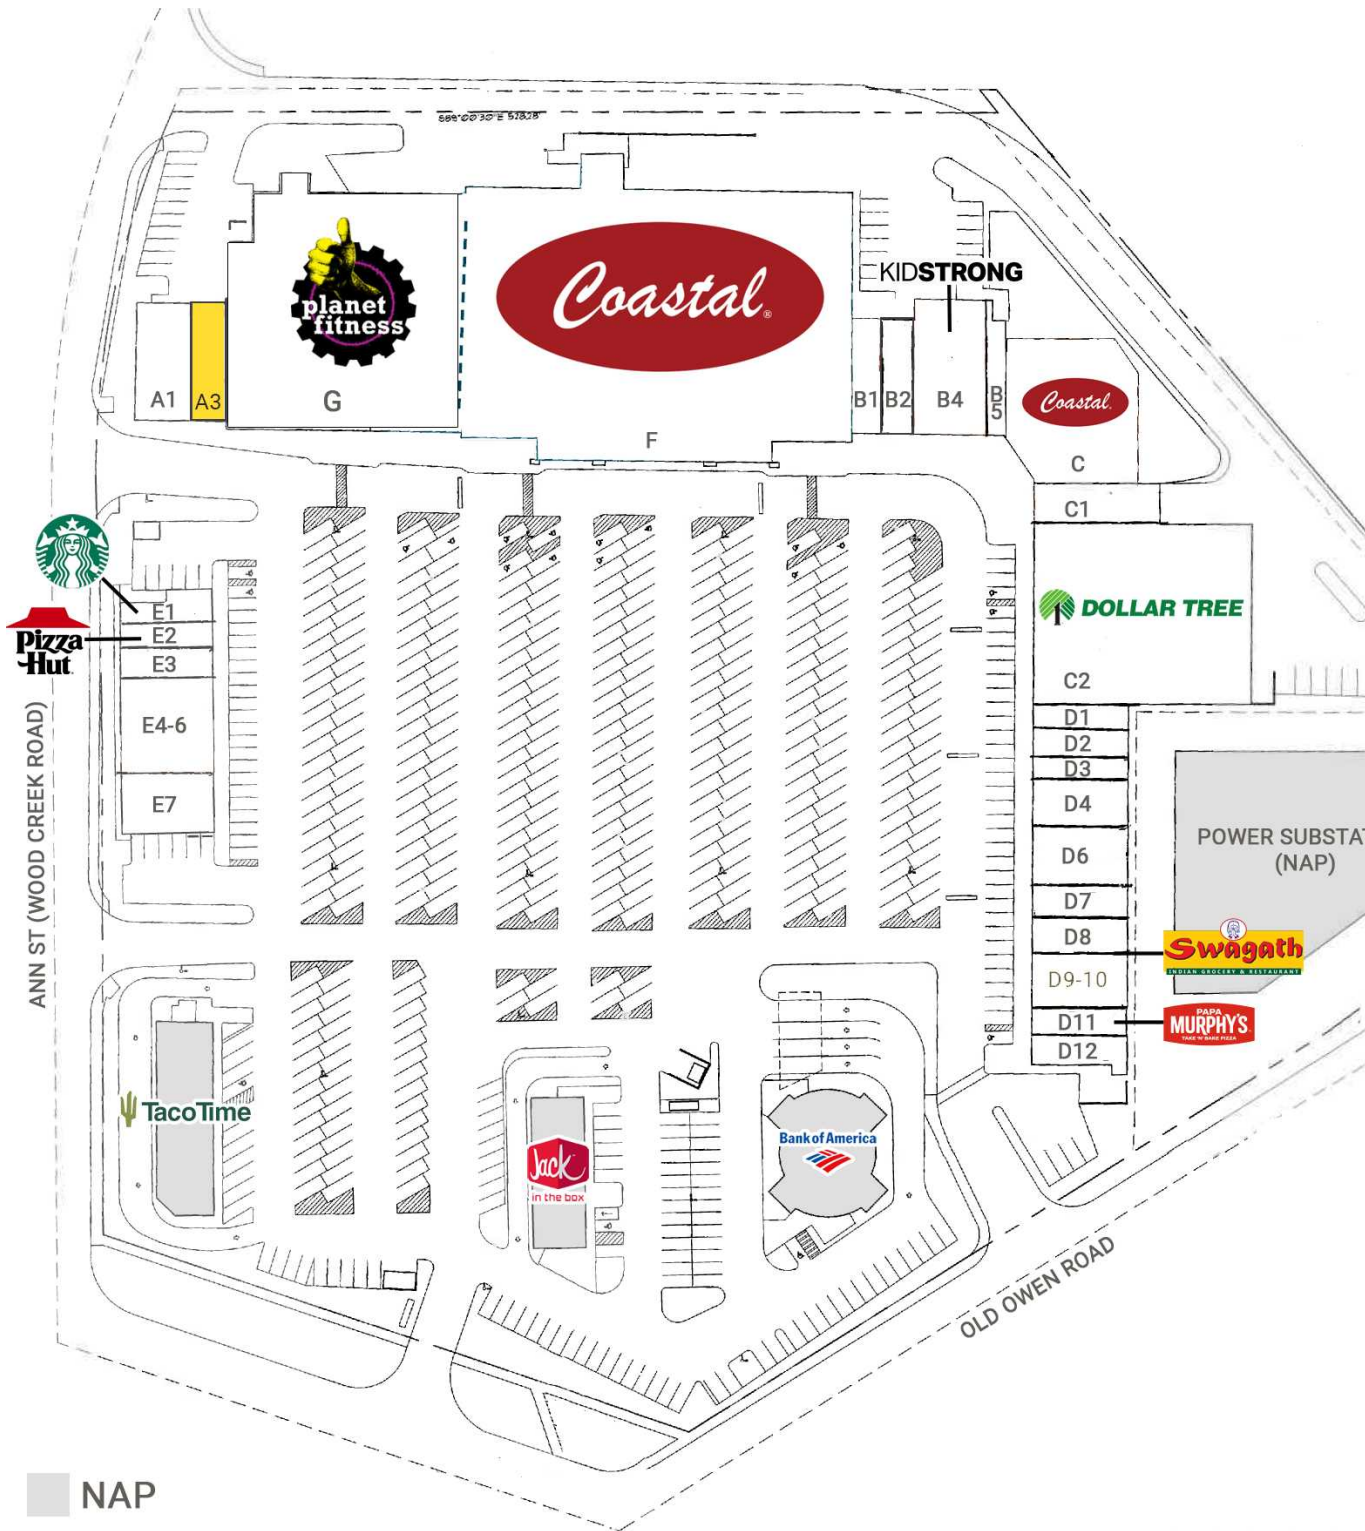 S89°00'30"E 528.28'
KIDSTRONG
planet
fitness
Coastal®
A1
A3
G
F
B1
B2
B4
B
5
Coastal
C
C1
DOLLAR TREE
C2
E1
E2
E3
E4-6
E7
Pizza
Hut
D1
D2
D3
D4
D6
D7
D8
D9-10
D11
D12
POWER SUBSTAT
(NAP)
Swagath
INDIAN GROCERY & RESTAURANT
PAPA
MURPHY'S
TAKE 'N' BAKE PIZZA
ANN ST (WOOD CREEK ROAD)
TacoTime
Jack
in the box
Bank of America
OLD OWEN ROAD
NAP